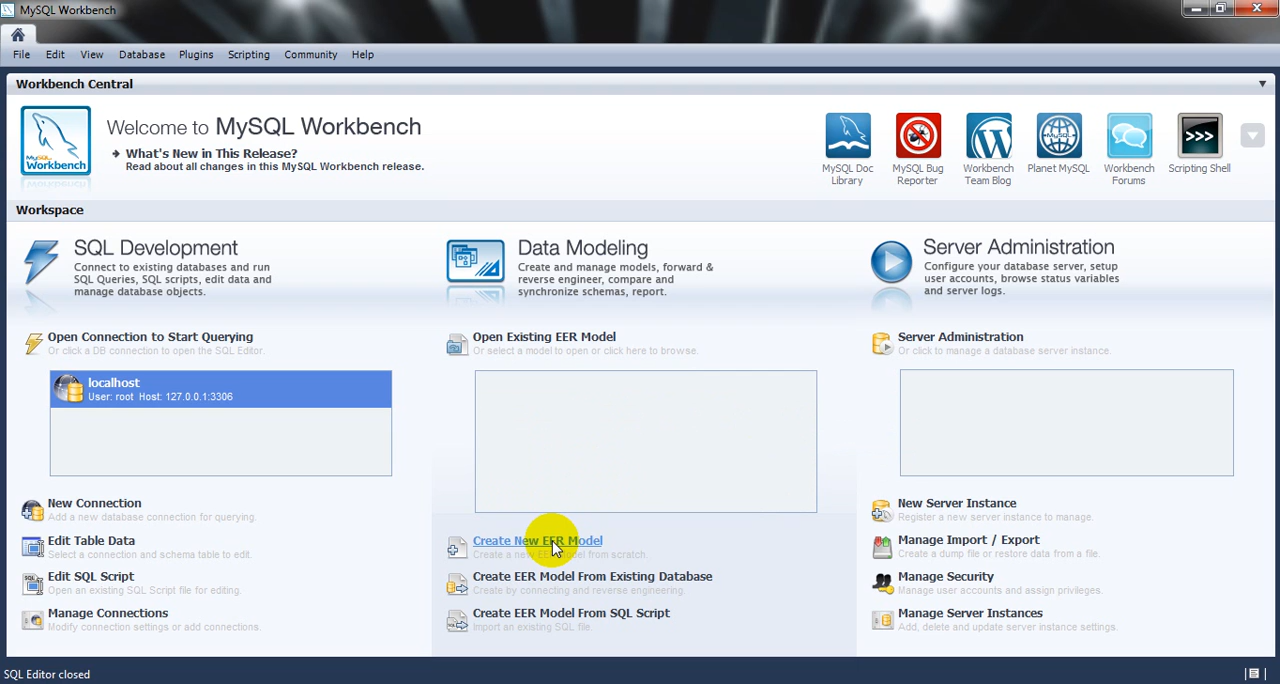 MySQL Workbench
File Edit View Database Plugins Scripting Community Help
Workbench Central
MySQL
Workbench
Welcome to MySQL Workbench
What's New in This Release?
Read about all changes in this MySQL Workbench release.
MySQL Doc
Library
MySQL Bug
Reporter
Workbench
Team Blog
MySQL
Planet MySQL
Workbench
Forums
>>>
Scripting Shell
Workspace
SQL Development
Connect to existing databases and run
SQL Queries, SQL scripts, edit data and
manage database objects.
Open Connection to Start Querying
Or click a DB connection to open the SQL Editor.
localhost
User: root Host: 127.0.0.1:3306
New Connection
Add a new database connection for querying.
Edit Table Data
Select a connection and schema table to edit.
Edit SQL Script
Open an existing SQL Script file for editing.
Manage Connections
Modify connection settings or add connections.
Data Modeling
Create and manage models, forward &
reverse engineer, compare and
synchronize schemas, report.
Open Existing EER Model
Or select a model to open or click here to browse.
Create New EER Model
Create a new EER Model from scratch.
Create EER Model From Existing Database
Create by connecting and reverse engineering.
Create EER Model From SQL Script
Import an existing SQL file.
Server Administration
Configure your database server, setup
user accounts, browse status variables
and server logs.
Server Administration
Or click to manage a database server instance.
New Server Instance
Register a new server instance to manage.
Manage Import / Export
Create a dump file or restore data from a file.
Manage Security
Manage user accounts and assign privileges.
Manage Server Instances
Add, delete and update server instance settings.
SQL Editor closed